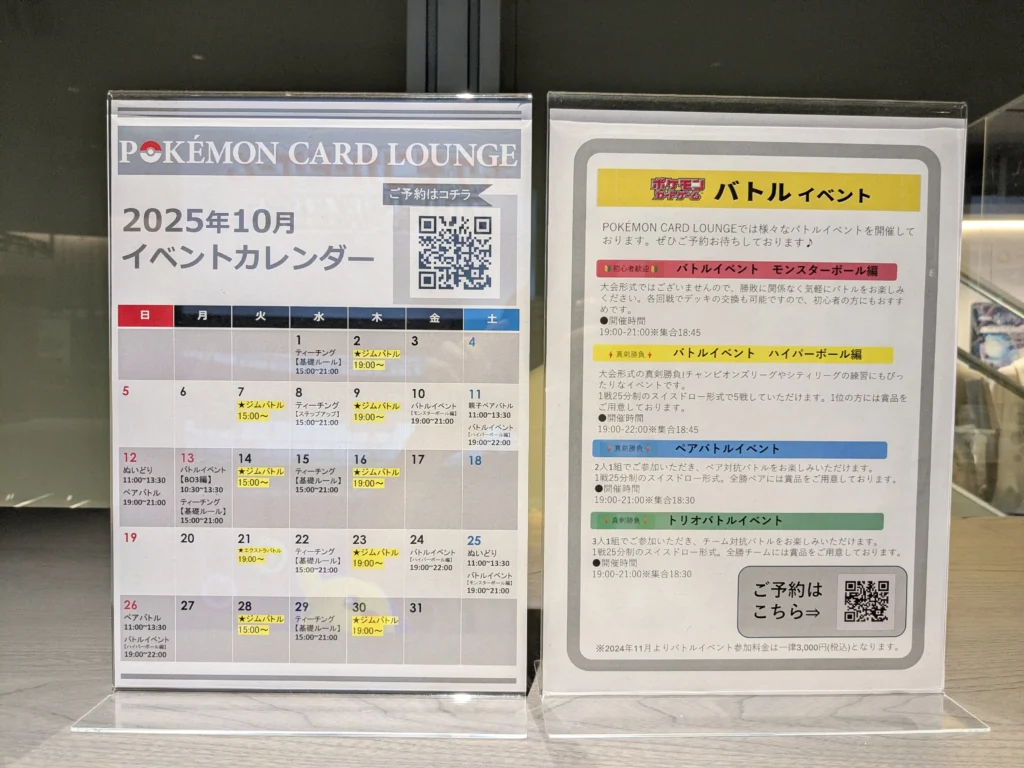 POKÉMON CARD LOUNGE
ご予約はコチラ
2025年10月
イベントカレンダー
日 月 火 水 木 金 土
1
ティーチング
【基礎ルール】
15:00~21:00
2
★ジムバトル
19:00〜
3
4
5
6
7
★ジムバトル
15:00〜
8
ティーチング
【ステップアップ】
15:00~21:00
9
★ジムバトル
19:00〜
10
バトルイベント
【モンスターボール編】
19:00~21:00
11
親子ペアバトル
11:00~13:30
バトルイベント
【ハイパーボール編】
19:00~22:00
12
ぬいどり
11:00~13:30
ペアバトル
19:00~21:00
13
バトルイベント
【BO3編】
10:30~13:30
ティーチング
【基礎ルール】
15:00~21:00
14
★ジムバトル
15:00〜
15
ティーチング
【基礎ルール】
15:00~21:00
16
★ジムバトル
19:00〜
17
18
19
20
21
★エクストラバトル
19:00〜
22
ティーチング
【基礎ルール】
15:00~21:00
23
★ジムバトル
19:00〜
24
バトルイベント
【ハイパーボール編】
19:00~22:00
25
ぬいどり
11:00~13:30
バトルイベント
【モンスターボール編】
19:00~21:00
26
ペアバトル
11:00~13:30
バトルイベント
【ハイパーボール編】
19:00~22:00
27
28
★ジムバトル
15:00〜
29
ティーチング
【基礎ルール】
15:00~21:00
30
★ジムバトル
19:00〜
31
ポケモンカードゲーム バトル イベント
POKÉMON CARD LOUNGEでは様々なバトルイベントを開催して
おります。ぜひご予約お待ちしております♪
初心者歓迎 バトルイベント モンスターボール編
大会形式ではございませんので、勝敗に関係なく気軽にバトルをお楽しみ
ください。各回戦でデッキの交換も可能ですので、初心者の方にもおすす
めです。
●開催時間
19:00-21:00※集合18:45
真剣勝負 バトルイベント ハイパーボール編
大会形式の真剣勝負!チャンピオンズリーグやシティリーグの練習にもぴっ
たりなイベントです。
1戦25分制のスイスドロー形式で5戦していただけます。1位の方には賞品を
ご用意しております。
●開催時間
19:00-22:00※集合18:45
真剣勝負 ペアバトルイベント
2人1組でご参加いただき、ペア対抗バトルをお楽しみいただけます。
1戦25分制のスイスドロー形式。全勝ペアには賞品をご用意しております。
●開催時間
19:00-21:00※集合18:30
真剣勝負 トリオバトルイベント
3人1組でご参加いただき、チーム対抗バトルをお楽しみいただけます。
1戦25分制のスイスドロー形式。全勝チームには賞品をご用意しております。
●開催時間
19:00-21:00※集合18:30
ご予約は
こちら⇒
※2024年11月よりバトルイベント参加料金は一律3,000円(税込)となります。